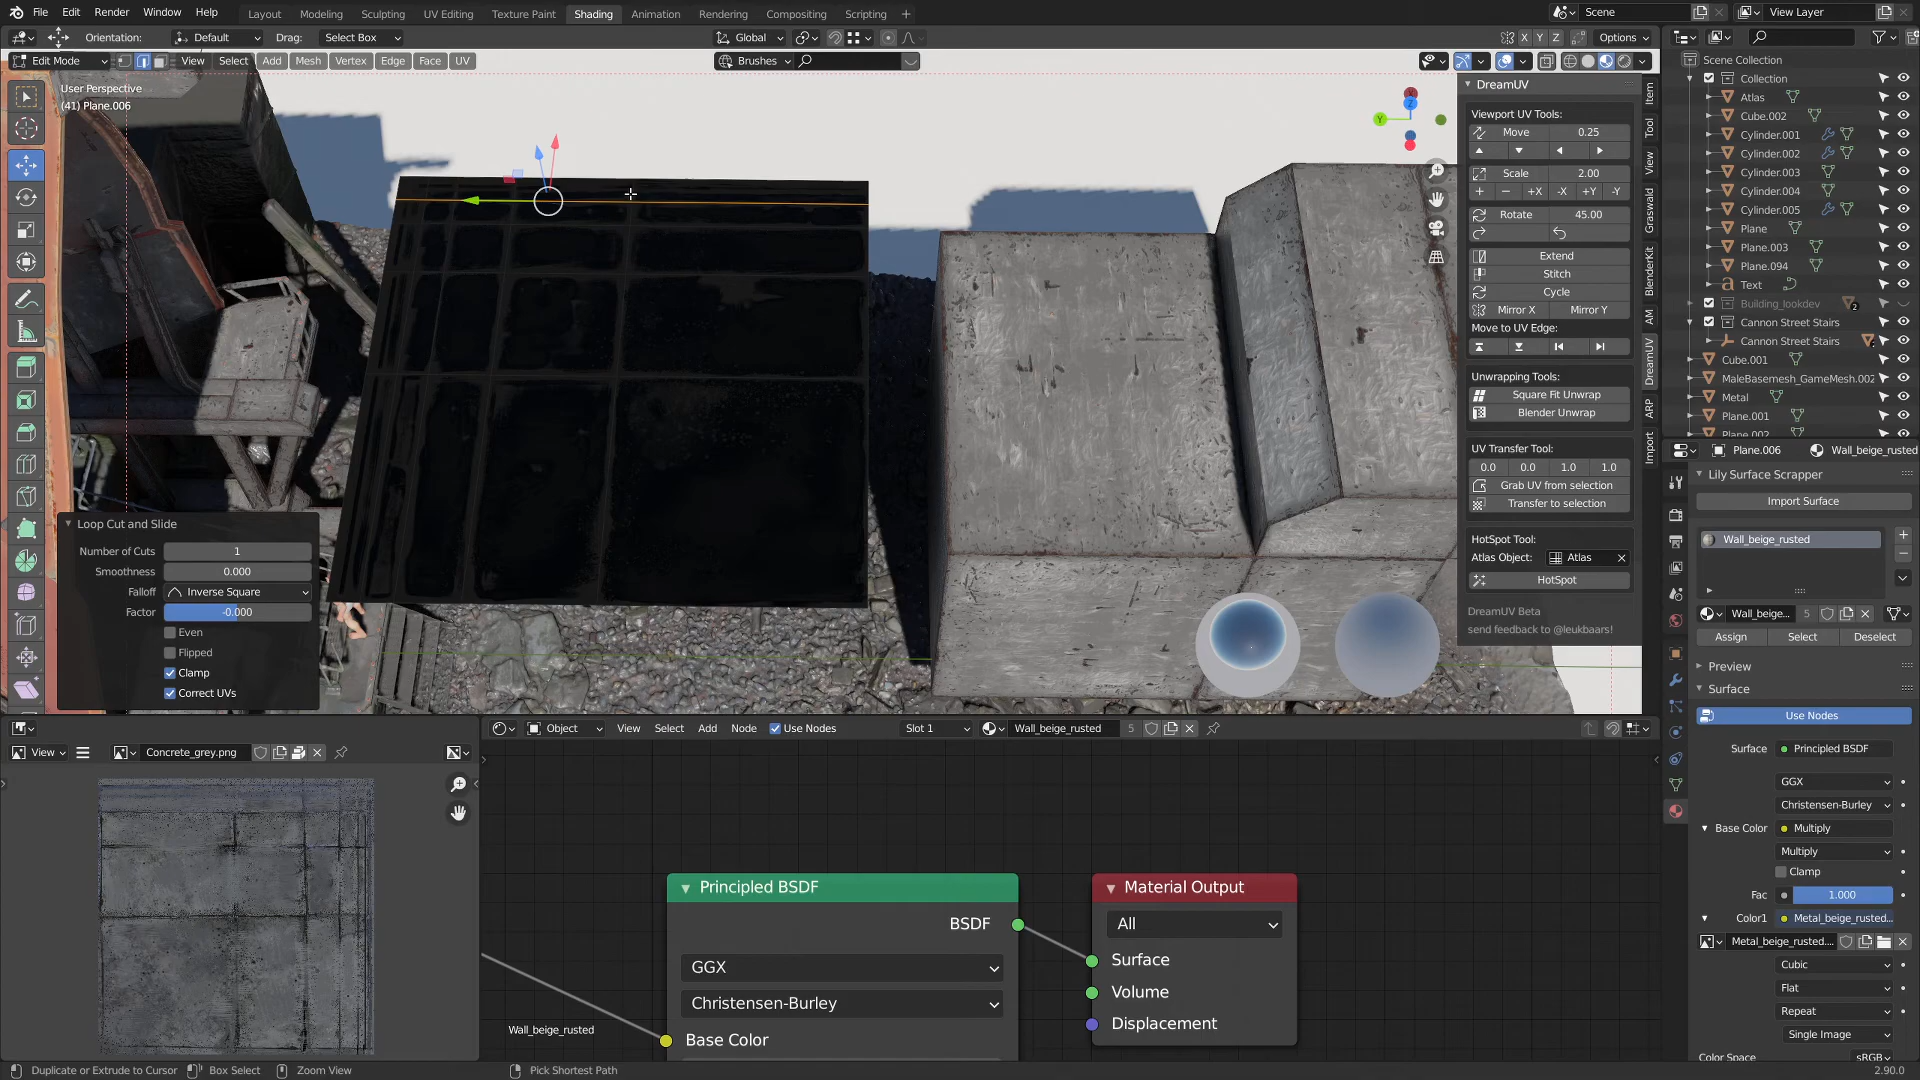 File Edit Render Window Help Layout Modeling Sculpting UV Editing Texture Paint Shading Animation Rendering Compositing Scripting + Scene View Layer
Orientation: Default Drag: Select Box Global X Y Z Options
Edit Mode View Select Add Mesh Vertex Edge Face UV Brushes
User Perspective
(41) Plane.006
Loop Cut and Slide
Number of Cuts 1
Smoothness 0.000
Falloff Inverse Square
Factor -0.000
Even
Flipped
Clamp
Correct UVs
X
Z
Y
DreamUV
Viewport UV Tools:
Move 0.25
Scale 2.00
+ - +X -X +Y -Y
Rotate 45.00
Extend
Stitch
Cycle
Mirror X Mirror Y
Move to UV Edge:
Unwrapping Tools:
Square Fit Unwrap
Blender Unwrap
UV Transfer Tool:
0.0 0.0 1.0 1.0
Grab UV from selection
Transfer to selection
HotSpot Tool:
Atlas Object: Atlas
HotSpot
DreamUV Beta
send feedback to @leukbaars!
Item
Tool
View
Graswald
BlenderKit
AM
DreamUV
ARP
Import
Scene Collection
Collection
Atlas
Cube.002
Cylinder.001
Cylinder.002
Cylinder.003
Cylinder.004
Cylinder.005
Plane
Plane.003
Plane.094
Text
Building_lookdev 2
Cannon Street Stairs
Cannon Street Stairs
Cube.001
MaleBasemesh_GameMesh.002
Metal
Plane.001
Plane.002
Plane.006 Wall_beige_rusted
Lily Surface Scrapper
Import Surface
Wall_beige_rusted
Wall_beige... 5
Assign Select Deselect
Preview
Surface
Use Nodes
Surface Principled BSDF
GGX
Christensen-Burley
Base Color Multiply
Multiply
Clamp
Fac 1.000
Color1 Metal_beige_rusted...
Metal_beige_rusted....
Cubic
Flat
Repeat
Single Image
Color Space sRGB
View Concrete_grey.png
Object View Select Add Node Use Nodes Slot 1 Wall_beige_rusted 5
Principled BSDF
BSDF
GGX
Christensen-Burley
Base Color
Material Output
All
Surface
Volume
Displacement
Wall_beige_rusted
Duplicate or Extrude to Cursor Box Select Zoom View Pick Shortest Path 2.90.0